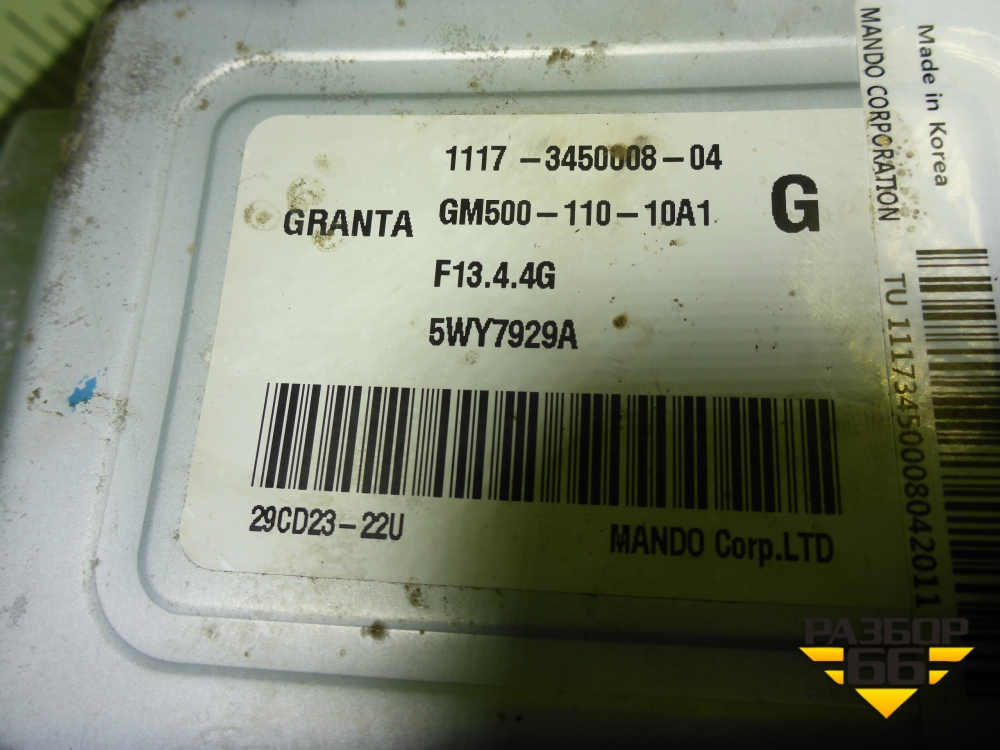 1117-3450008-04
GRANTA GM500-110-10A1 G
F13.4.4G
5WY7929A
29CD23-22U
MANDO Corp.LTD
Made in Korea
MANDO CORPORATION
TU 11173450008042011
РАЗБОР
66